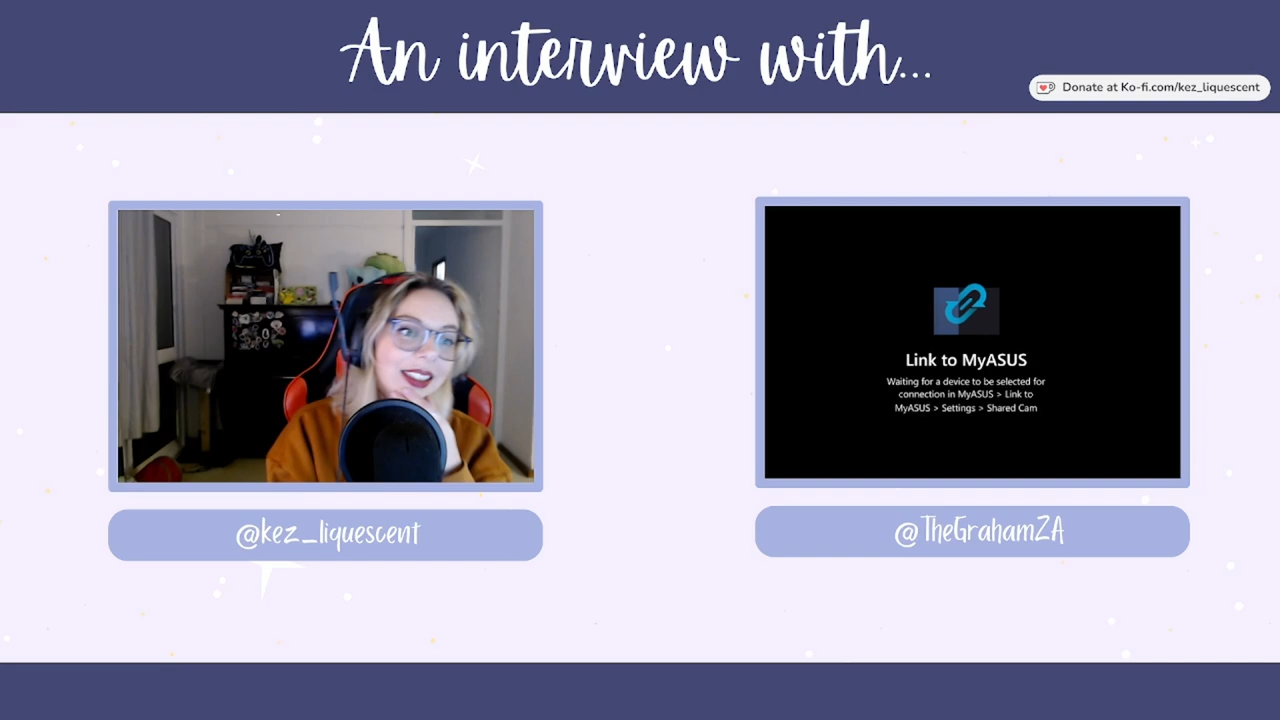 An interview with...
Donate at Ko-fi.com/kez_liquescent
Link to MyASUS
Waiting for a device to be selected for
connection in MyASUS > Link to
MyASUS > Settings > Shared Cam
@kez_liquescent
@TheGrahamZA